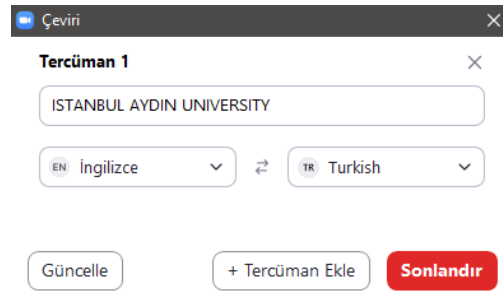 Çeviri
Tercüman 1
ISTANBUL AYDIN UNIVERSITY
EN İngilizce TR Turkish
Güncelle + Tercüman Ekle Sonlandır